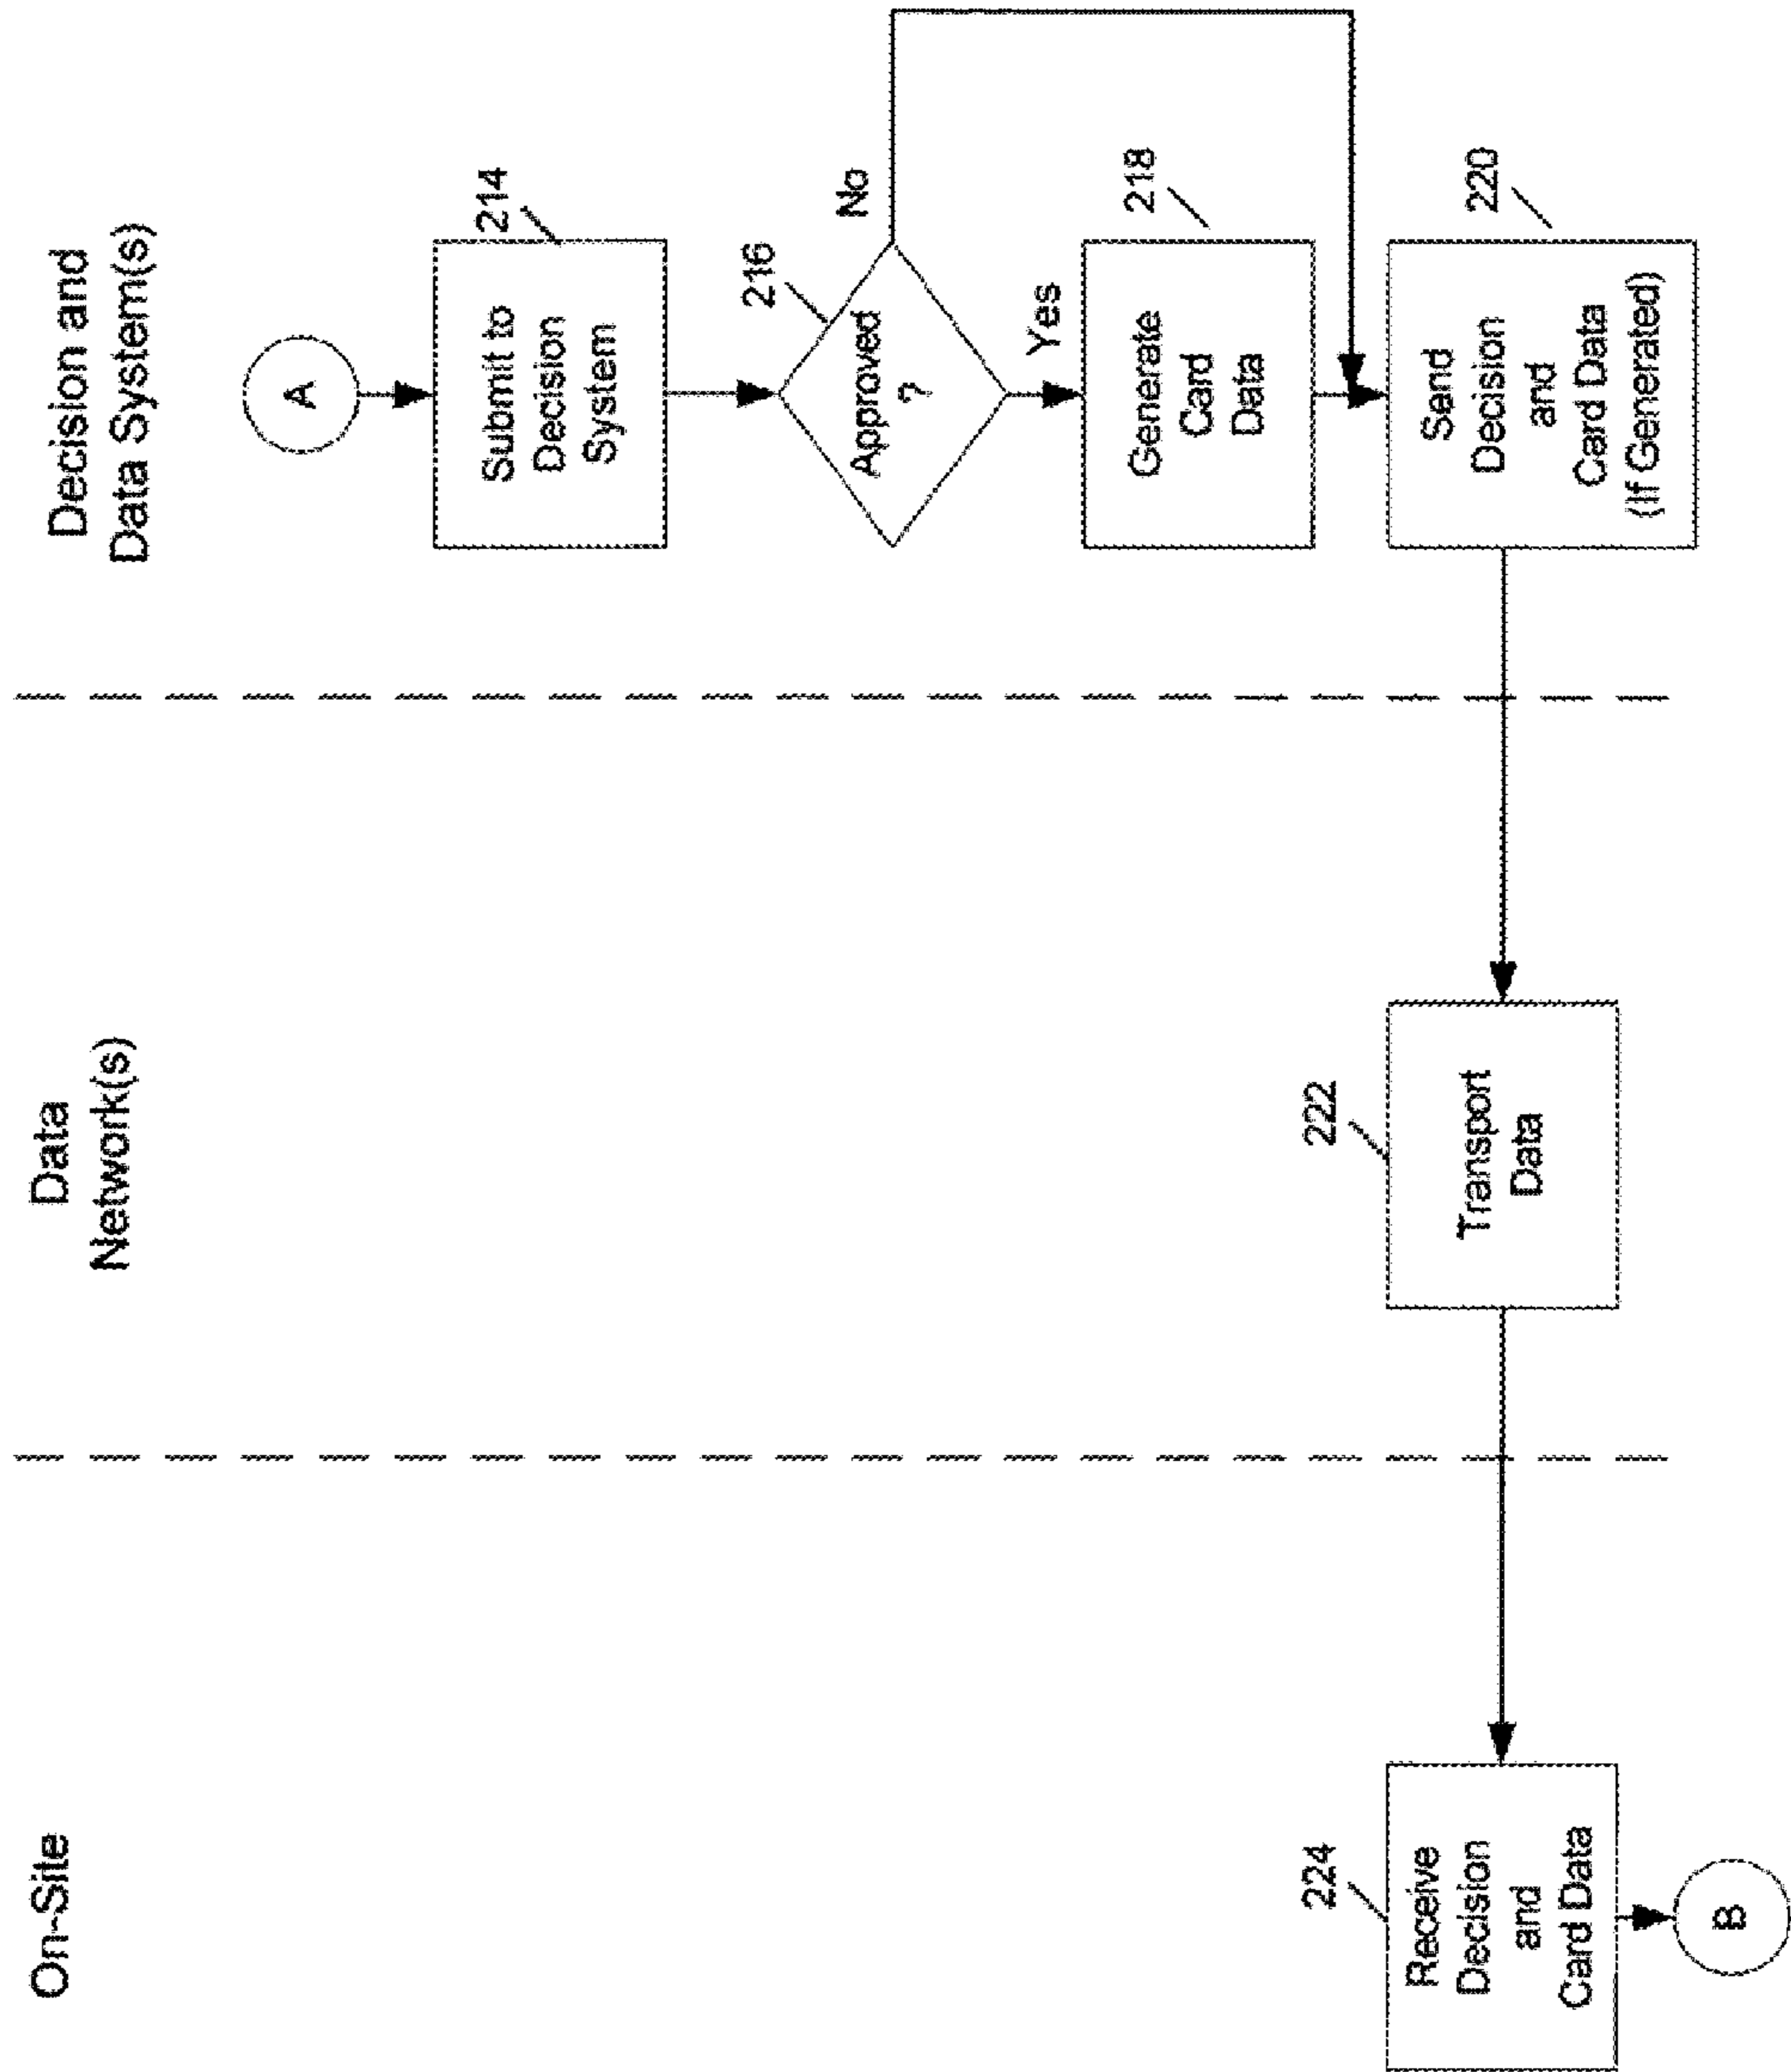 On-Site
Data
Network(s)
Decision and
Data System(s)
A
214
Submit to
Decision
System
216
Approved
?
No
Yes
218
Generate
Card
Data
220
Send
Decision
and
Card Data
(If Generated)
222
Transport
Data
224
Receive
Decision
and
Card Data
B